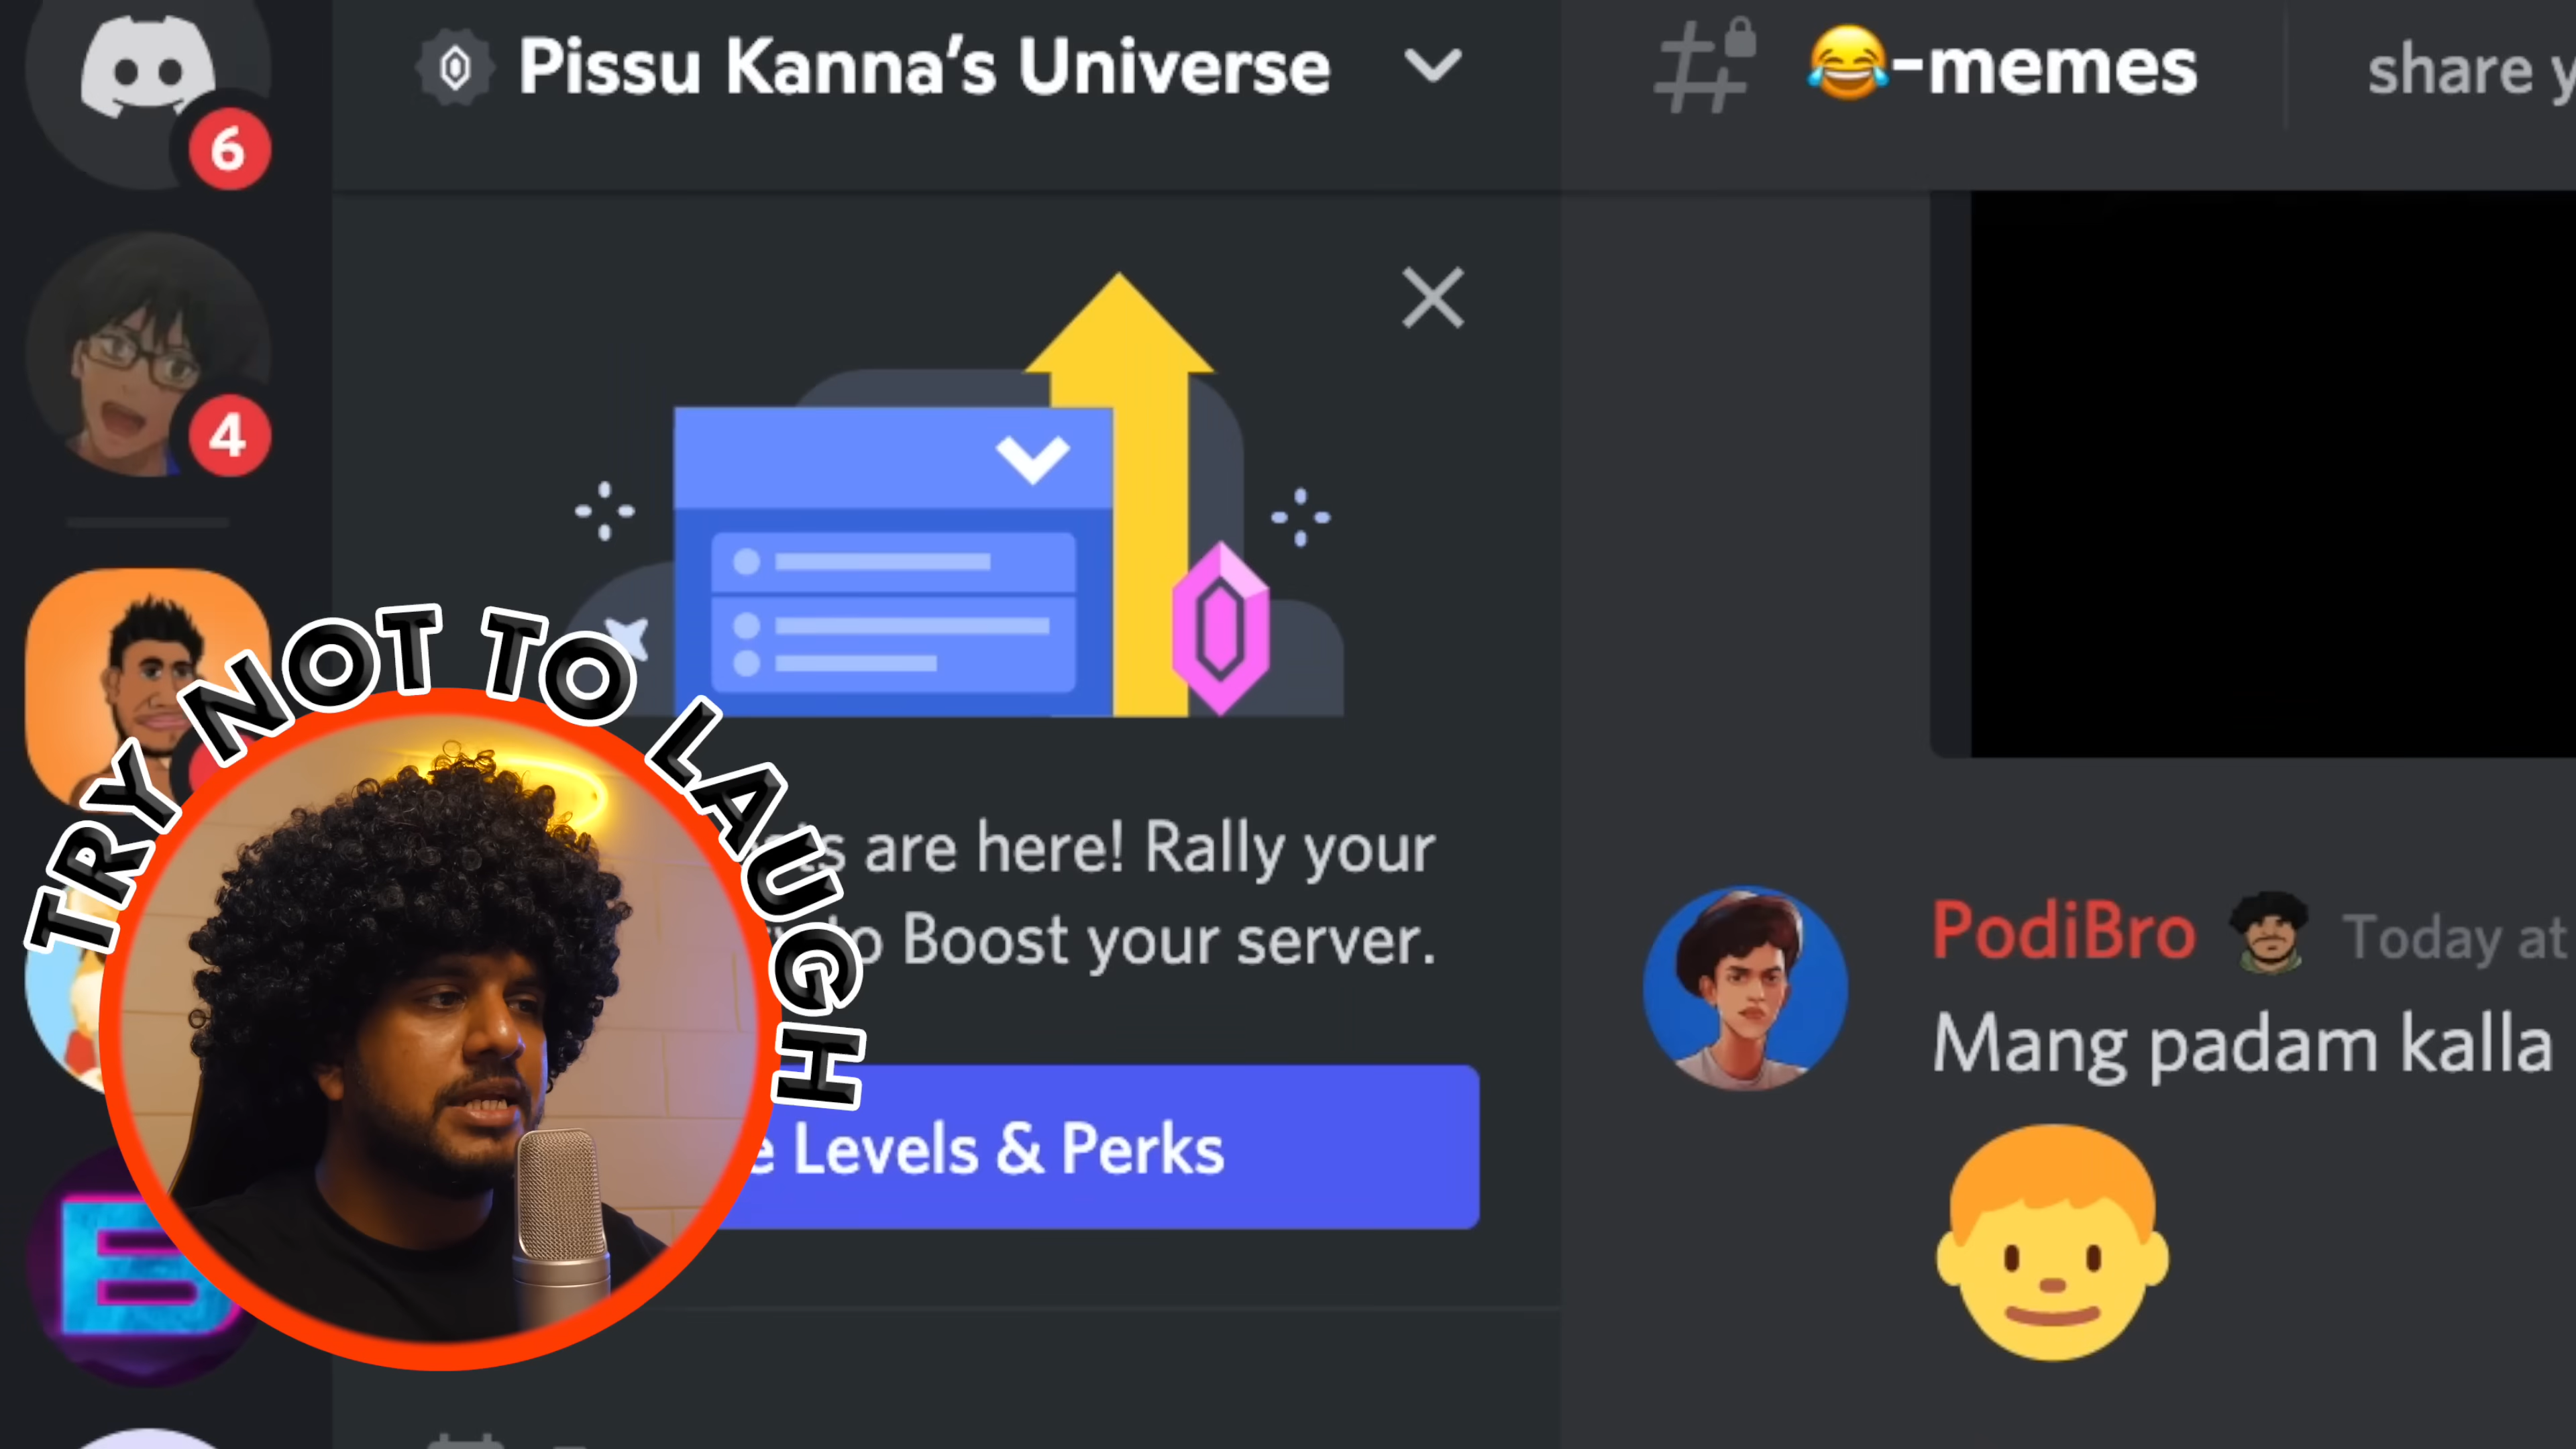 6
Pissu Kanna's Universe
😂-memes
share y
4
TRY NOT TO LAUGH
are here! Rally your
to Boost your server.
Levels & Perks
PodiBro
Today at
Mang padam kalla